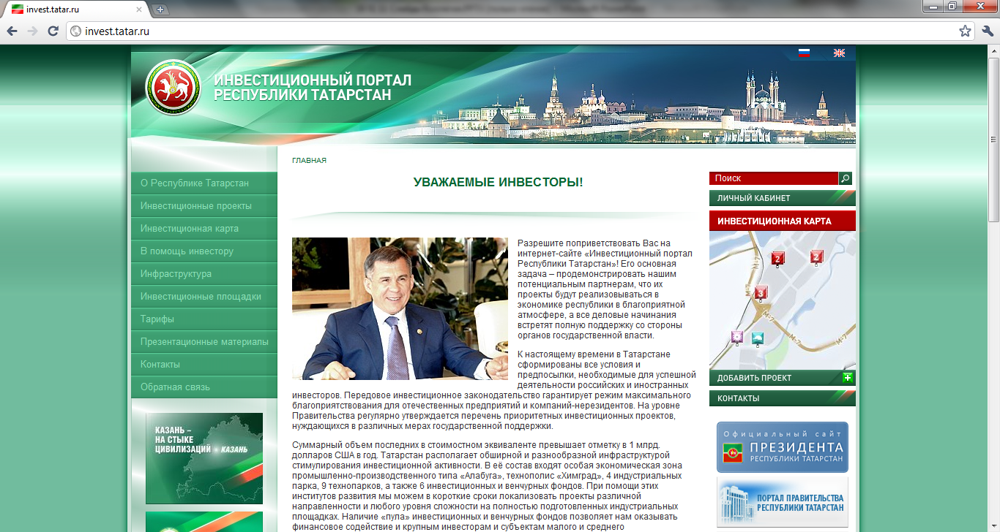 invest.tatar.ru
invest.tatar.ru
ИНВЕСТИЦИОННЫЙ ПОРТАЛ
РЕСПУБЛИКИ ТАТАРСТАН
О Республике Татарстан
Инвестиционные проекты
Инвестиционная карта
В помощь инвестору
Инфраструктура
Инвестиционные площадки
Тарифы
Презентационные материалы
Контакты
Обратная связь
КАЗАНЬ –
НА СТЫКЕ
ЦИВИЛИЗАЦИЙ
КАЗАНЬ
ГЛАВНАЯ
УВАЖАЕМЫЕ ИНВЕСТОРЫ!
Разрешите поприветствовать Вас на
интернет-сайте «Инвестиционный портал
Республики Татарстан»! Его основная
задача – продемонстрировать нашим
потенциальным партнерам, что их
проекты будут реализовываться в
экономике республики в благоприятной
атмосфере, а все деловые начинания
встретят полную поддержку со стороны
органов государственной власти.
К настоящему времени в Татарстане
сформированы все условия и
предпосылки, необходимые для успешной
деятельности российских и иностранных
инвесторов. Передовое инвестиционное законодательство гарантирует режим максимального
благоприятствования для отечественных предприятий и компаний-нерезидентов. На уровне
Правительства регулярно утверждается перечень приоритетных инвестиционных проектов,
нуждающихся в различных мерах государственной поддержки.
Суммарный объем последних в стоимостном эквиваленте превышает отметку в 1 млрд.
долларов США в год. Татарстан располагает обширной и разнообразной инфраструктурой
стимулирования инвестиционной активности. В её состав входят особая экономическая зона
промышленно-производственного типа «Алабуга», технополис «Химград», 4 индустриальных
парка, 9 технопарков, а также 6 инвестиционных и венчурных фондов. При помощи этих
институтов развития мы можем в короткие сроки локализовать проекты различной
направленности и любого уровня сложности на полностью подготовленных индустриальных
площадках. Наличие «пула» инвестиционных и венчурных фондов позволяет нам оказывать
финансовое содействие и крупным инвесторам и субъектам малого и среднего
Поиск
ЛИЧНЫЙ КАБИНЕТ
ИНВЕСТИЦИОННАЯ КАРТА
М-7
2
2
3
М-7
М-7
М-7
ДОБАВИТЬ ПРОЕКТ
КОНТАКТЫ
Официальный сайт
ПРЕЗИДЕНТА
РЕСПУБЛИКИ ТАТАРСТАН
ПОРТАЛ ПРАВИТЕЛЬСТВА
РЕСПУБЛИКИ ТАТАРСТАН